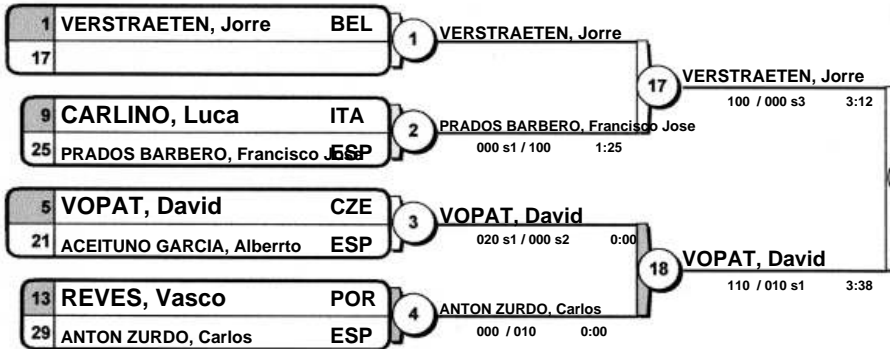 1 VERSTRAETEN, Jorre BEL
17
1 VERSTRAETEN, Jorre
9 CARLINO, Luca ITA
25 PRADOS BARBERO, Francisco Jose ESP
2 PRADOS BARBERO, Francisco Jose
000 s1 / 100 1:25
17 VERSTRAETEN, Jorre
100 / 000 s3 3:12
5 VOPAT, David CZE
21 ACEITUNO GARCIA, Alberrto ESP
3 VOPAT, David
020 s1 / 000 s2 0:00
13 REVES, Vasco POR
29 ANTON ZURDO, Carlos ESP
4 ANTON ZURDO, Carlos
000 / 010 0:00
18 VOPAT, David
110 / 010 s1 3:38